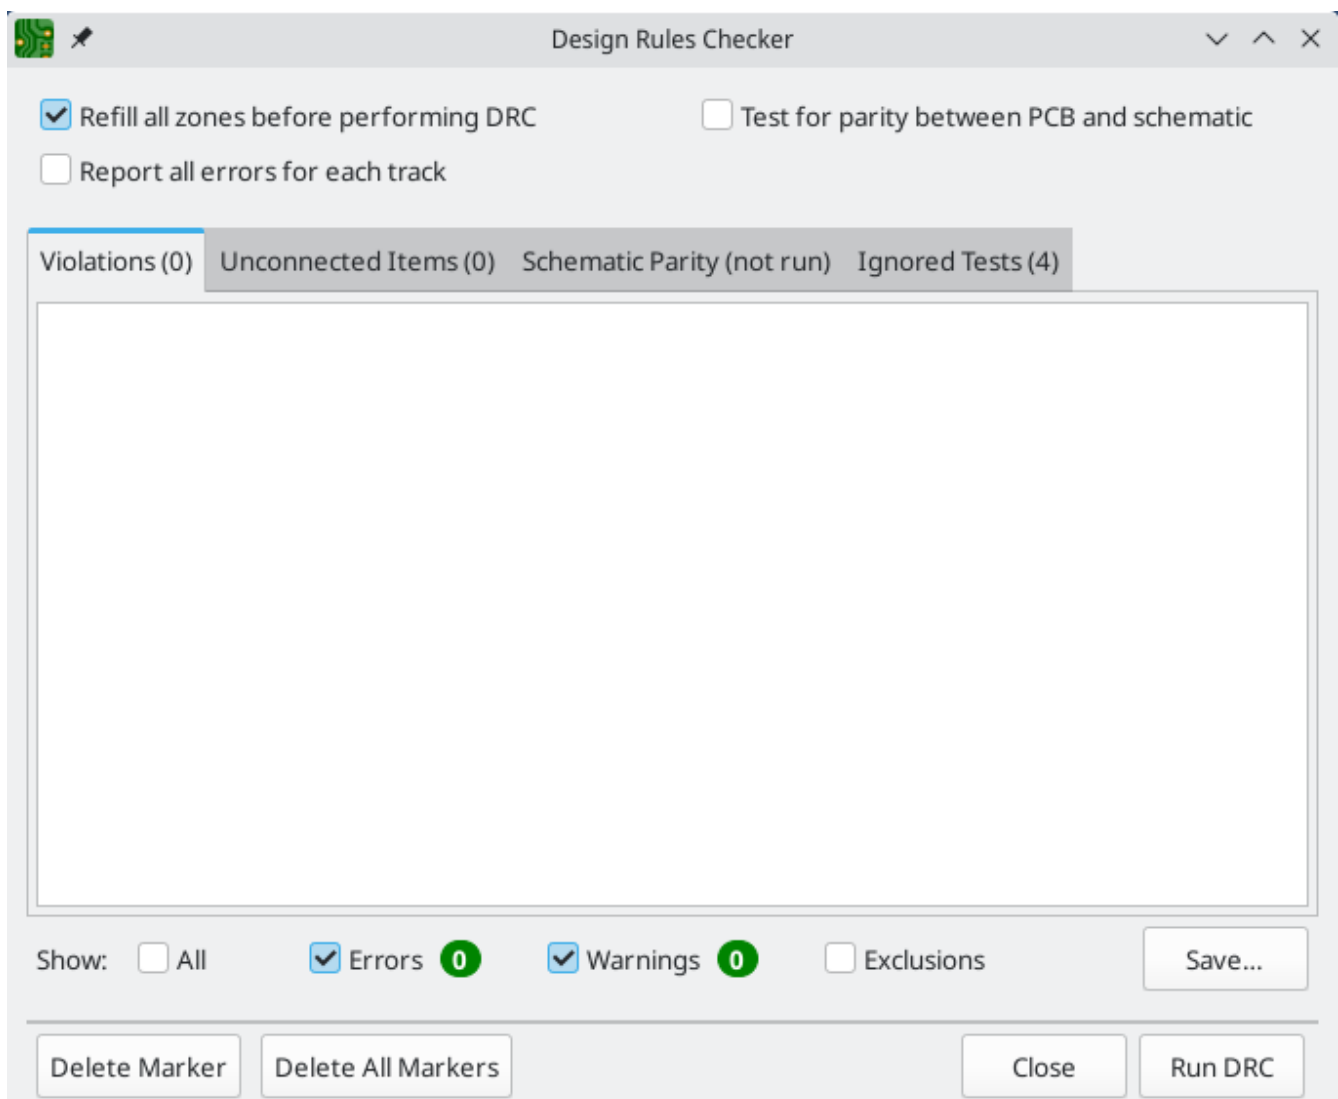 Design Rules Checker
Refill all zones before performing DRC
Test for parity between PCB and schematic
Report all errors for each track
Violations (0) Unconnected Items (0) Schematic Parity (not run) Ignored Tests (4)
Show: All Errors 0 Warnings 0 Exclusions Save...
Delete Marker Delete All Markers Close Run DRC